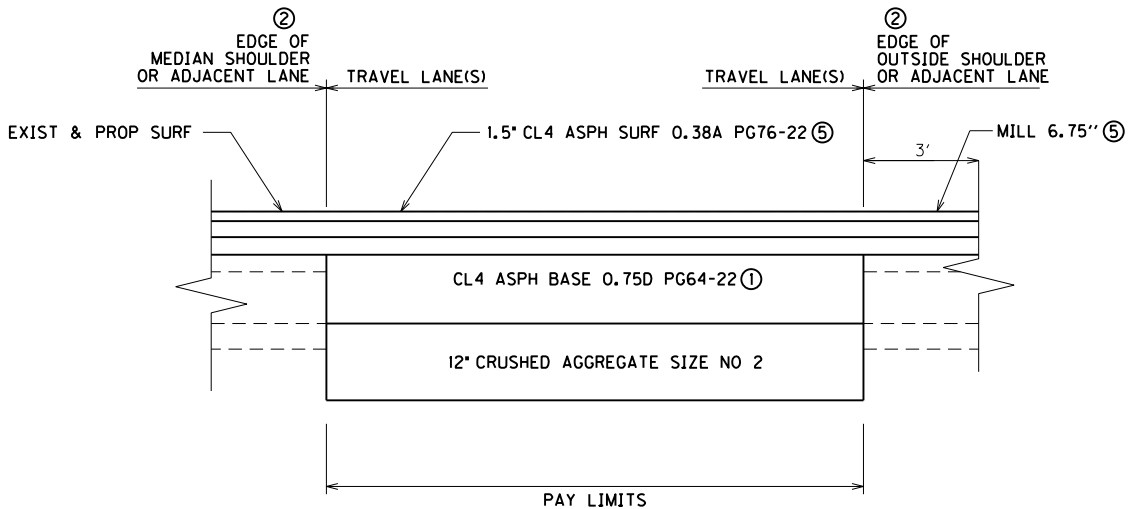 ②
EDGE OF
MEDIAN SHOULDER
OR ADJACENT LANE
TRAVEL LANE(S)
TRAVEL LANE(S)
②
EDGE OF
OUTSIDE SHOULDER
OR ADJACENT LANE
EXIST & PROP SURF
1.5" CL4 ASPH SURF 0.38A PG76-22 ⑤
MILL 6.75'' ⑤
3'
CL4 ASPH BASE 0.75D PG64-22 ①
12" CRUSHED AGGREGATE SIZE NO 2
PAY LIMITS